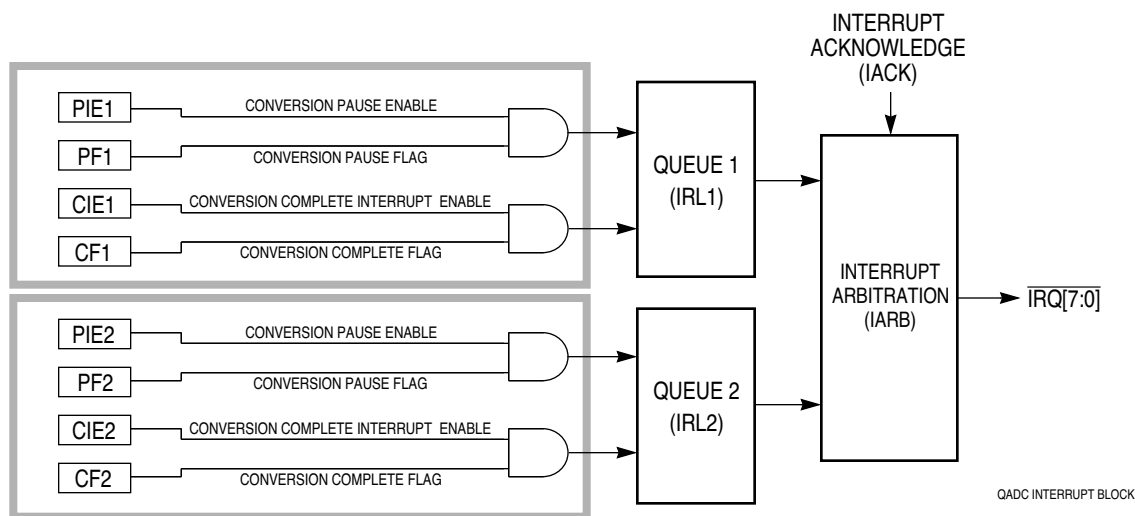 INTERRUPT
ACKNOWLEDGE
(IACK)
PIE1
CONVERSION PAUSE ENABLE
PF1
CONVERSION PAUSE FLAG
CIE1
CONVERSION COMPLETE INTERRUPT ENABLE
CF1
CONVERSION COMPLETE FLAG
QUEUE 1
(IRL1)
PIE2
CONVERSION PAUSE ENABLE
PF2
CONVERSION PAUSE FLAG
CIE2
CONVERSION COMPLETE INTERRUPT ENABLE
CF2
CONVERSION COMPLETE FLAG
QUEUE 2
(IRL2)
INTERRUPT
ARBITRATION
(IARB)
IRQ[7:0]
QADC INTERRUPT BLOCK